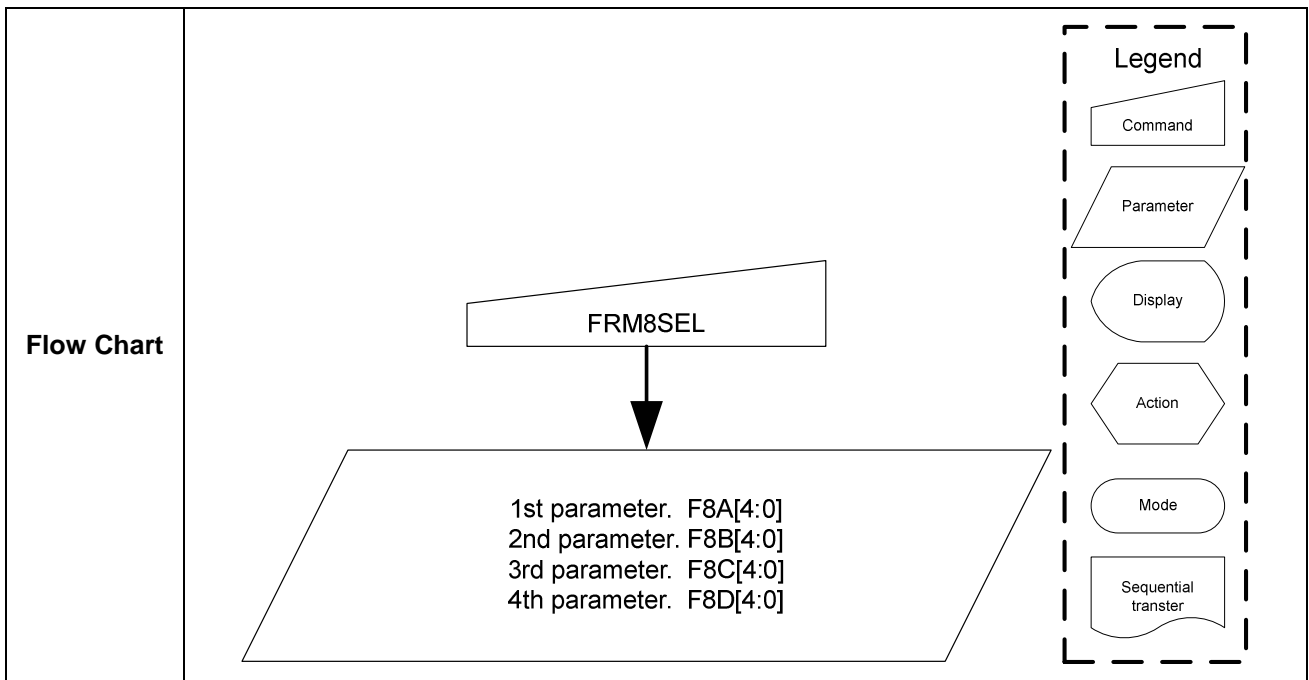 Flow Chart
FRM8SEL
1st parameter. F8A[4:0]
2nd parameter. F8B[4:0]
3rd parameter. F8C[4:0]
4th parameter. F8D[4:0]
Legend
Command
Parameter
Display
Action
Mode
Sequential
transter